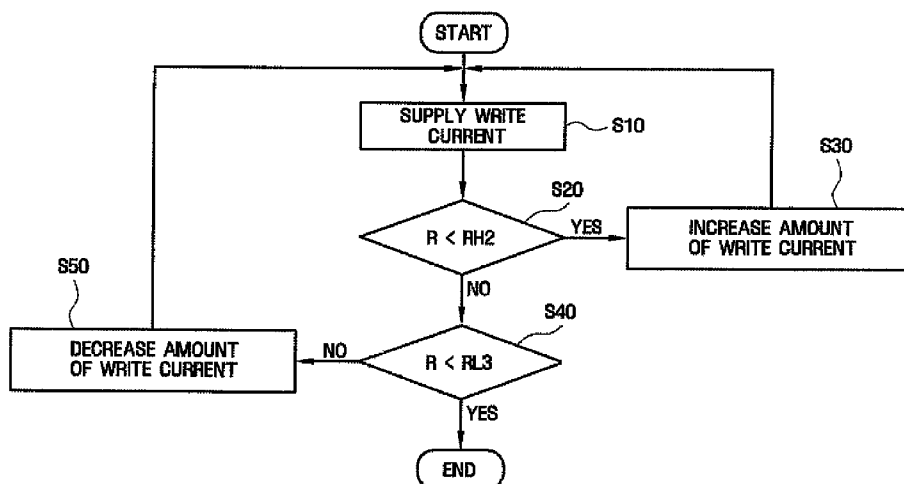 START
SUPPLY WRITE
CURRENT
S10
S20
R < RH2
YES
S30
INCREASE AMOUNT
OF WRITE CURRENT
NO
S50
DECREASE AMOUNT
OF WRITE CURRENT
NO
S40
R < RL3
YES
END